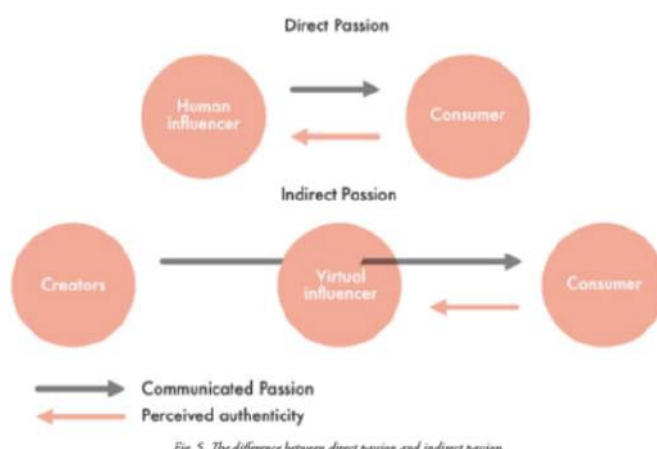 Direct Passion
Human
influencer
Consumer
Indirect Passion
Creators
Virtual
influencer
Consumer
Communicated Passion
Perceived authenticity
Fig. 5. The difference between direct passion and indirect passion